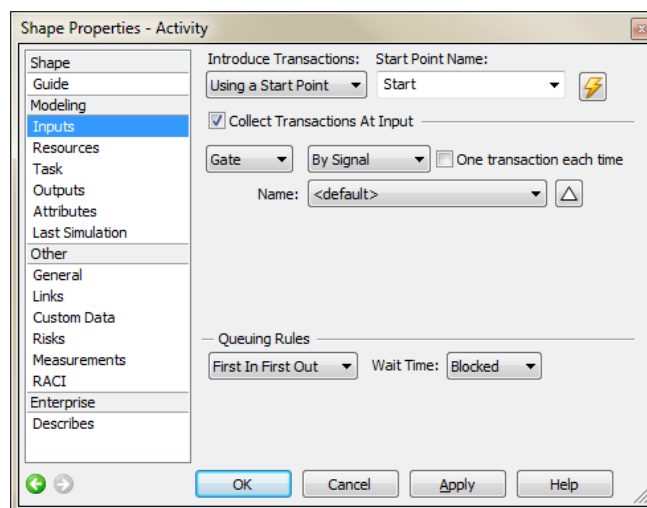 Shape Properties - Activity
Shape
Guide
Modeling
Inputs
Resources
Task
Outputs
Attributes
Last Simulation
Other
General
Links
Custom Data
Risks
Measurements
RACI
Enterprise
Describes
Introduce Transactions: Start Point Name:
Using a Start Point Start
Collect Transactions At Input
Gate By Signal One transaction each time
Name: <default>
Queuing Rules
First In First Out Wait Time: Blocked
OK Cancel Apply Help